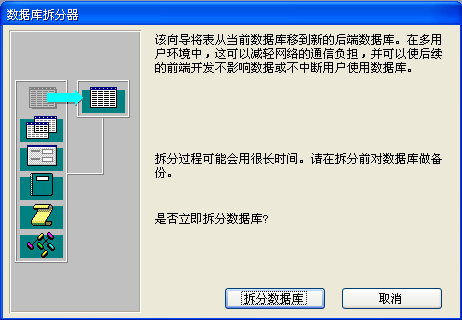 数据库拆分器
该向导将表从当前数据库移到新的后端数据库。在多用
户环境中，这可以减轻网络的通信负担，并可以使后续
的前端开发不影响数据或不中断用户使用数据库。
拆分过程可能会用很长时间。请在拆分前对数据库做备
份。
是否立即拆分数据库?
拆分数据库
取消